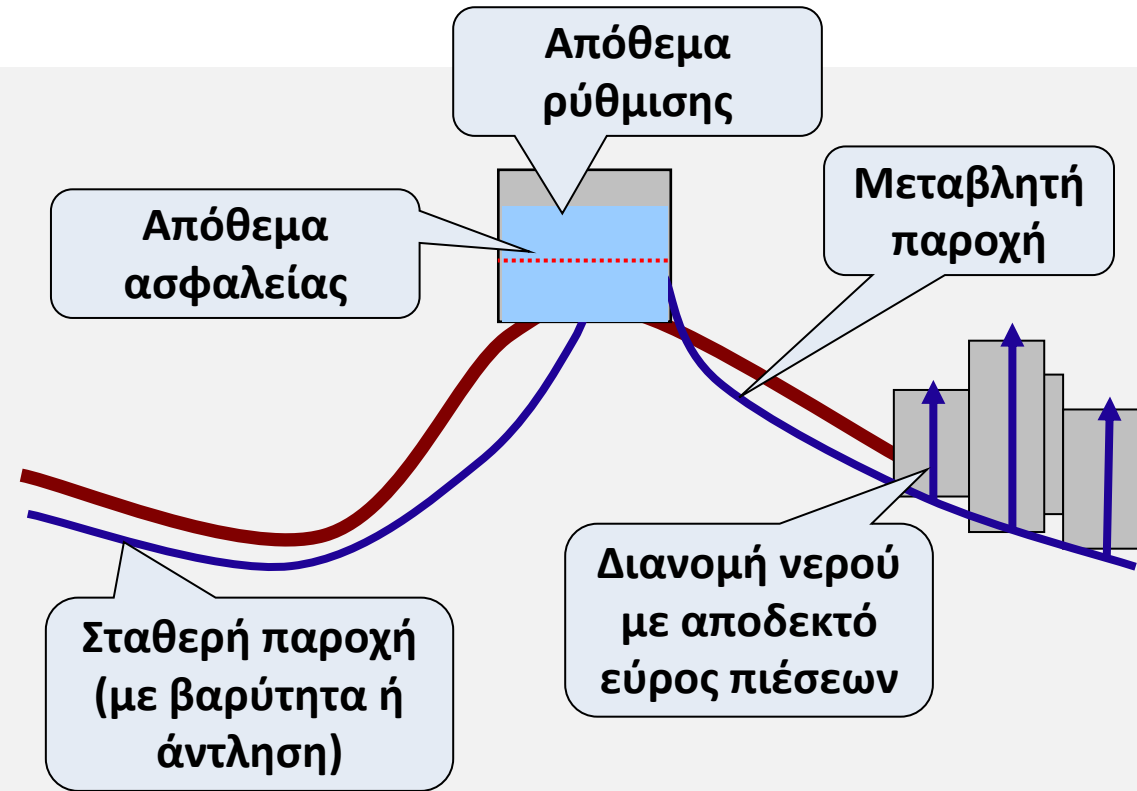 Απόθεμα
ρύθμισης
Μεταβλητή
παροχή
Απόθεμα
ασφαλείας
Διανομή νερού
με αποδεκτό
εύρος πιέσεων
Σταθερή παροχή
(με βαρύτητα ή
άντληση)